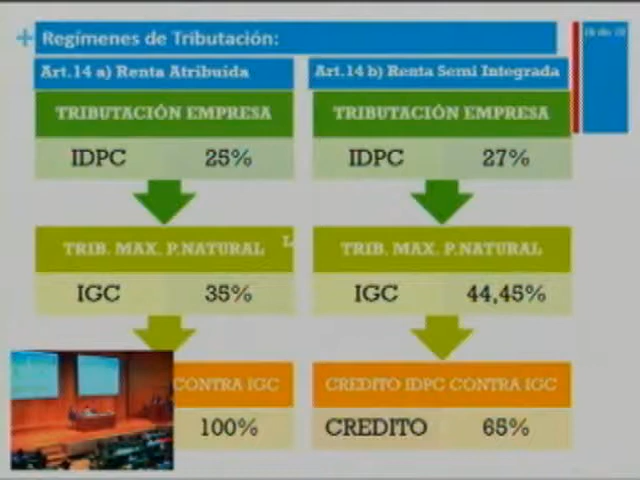 Regímenes de Tributación:
Art.14 a) Renta Atribuida
Art.14 b) Renta Semi Integrada
TRIBUTACIÓN EMPRESA
TRIBUTACIÓN EMPRESA
IDPC 25%
IDPC 27%
TRIB. MAX. P.NATURAL
TRIB. MAX. P.NATURAL
IGC 35%
IGC 44,45%
CONTRA IGC
CREDITO IDPC CONTRA IGC
100%
CREDITO 65%